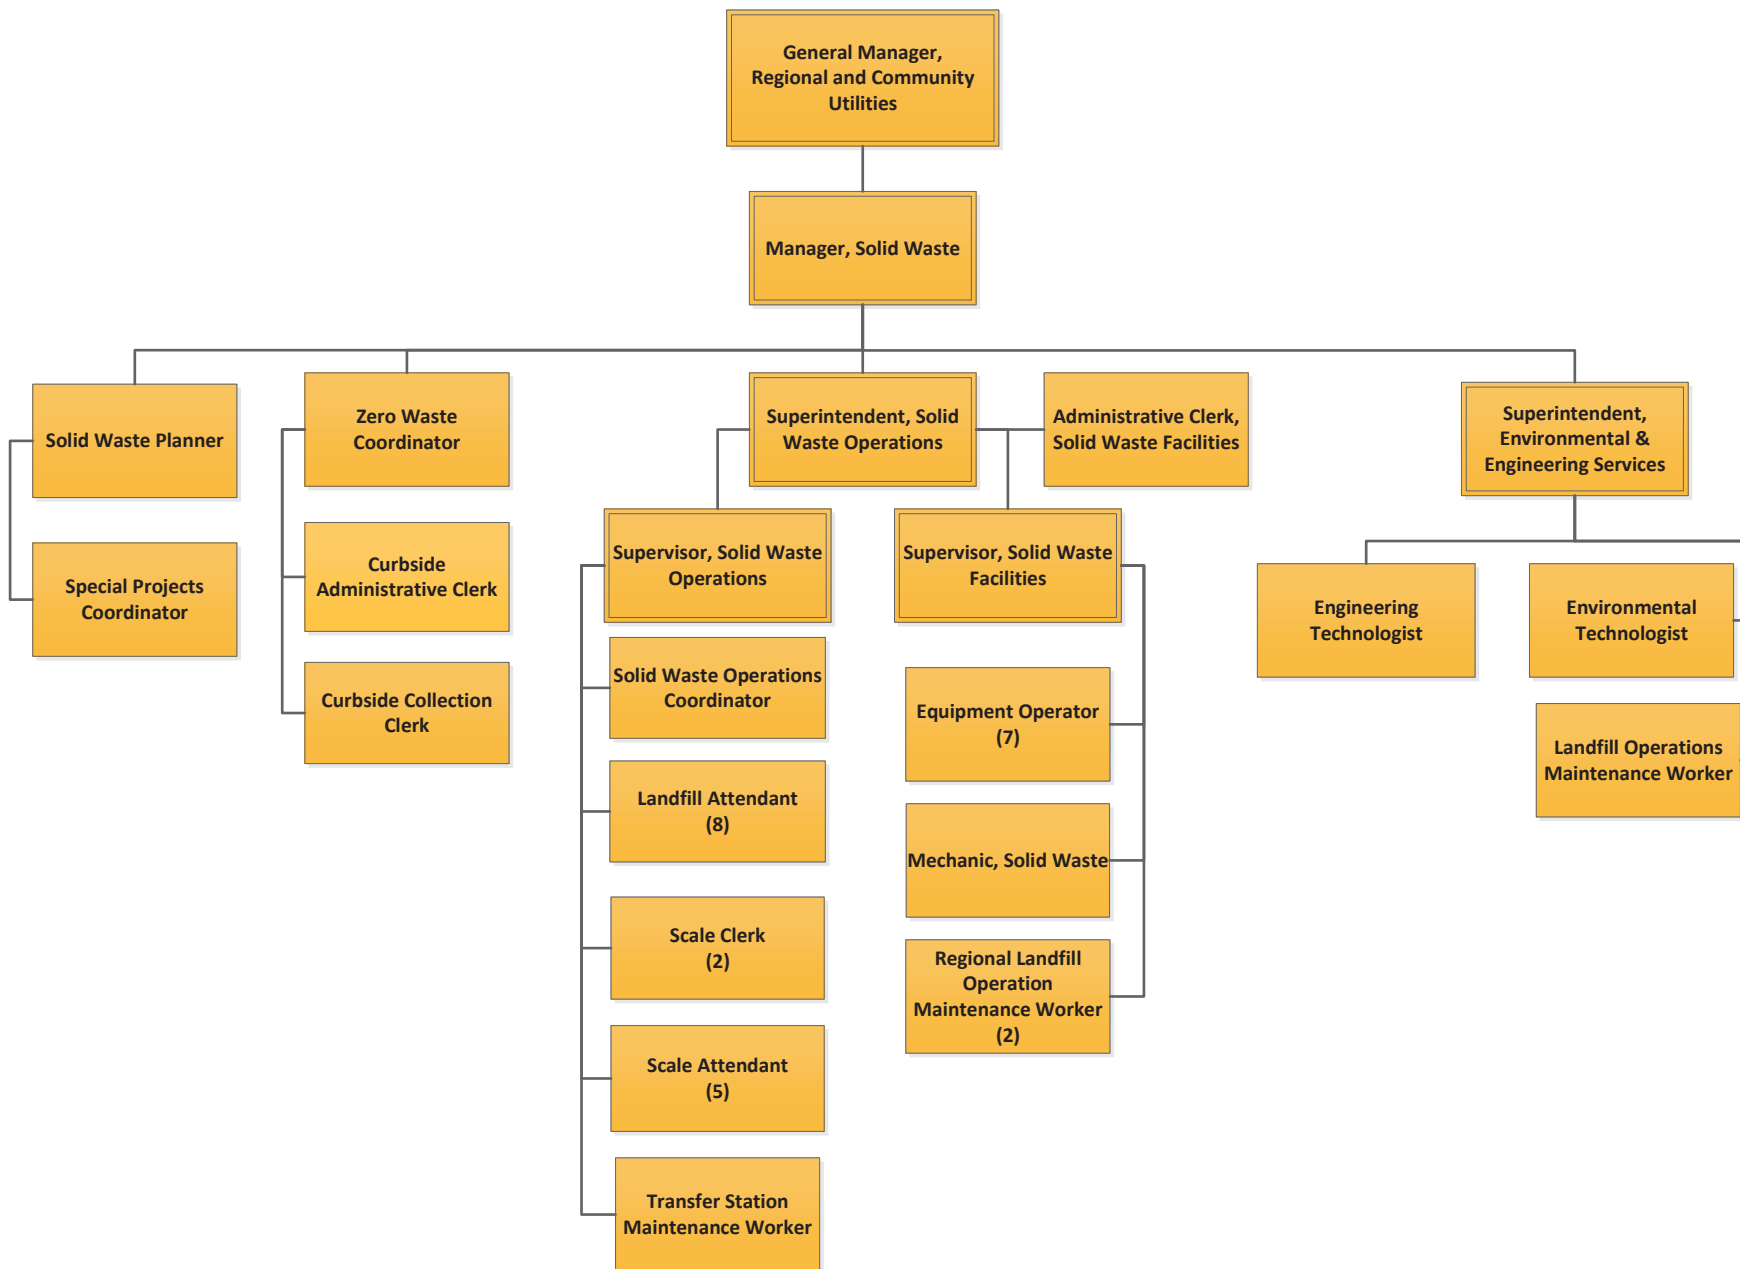 General Manager,
Regional and Community
Utilities
Manager, Solid Waste
Solid Waste Planner
Special Projects
Coordinator
Zero Waste
Coordinator
Curbside
Administrative Clerk
Curbside Collection
Clerk
Superintendent, Solid
Waste Operations
Administrative Clerk,
Solid Waste Facilities
Supervisor, Solid Waste
Operations
Solid Waste Operations
Coordinator
Landfill Attendant
(8)
Scale Clerk
(2)
Scale Attendant
(5)
Transfer Station
Maintenance Worker
Supervisor, Solid Waste
Facilities
Equipment Operator
(7)
Mechanic, Solid Waste
Regional Landfill
Operation
Maintenance Worker
(2)
Superintendent,
Environmental &
Engineering Services
Engineering
Technologist
Environmental
Technologist
Landfill Operations
Maintenance Worker